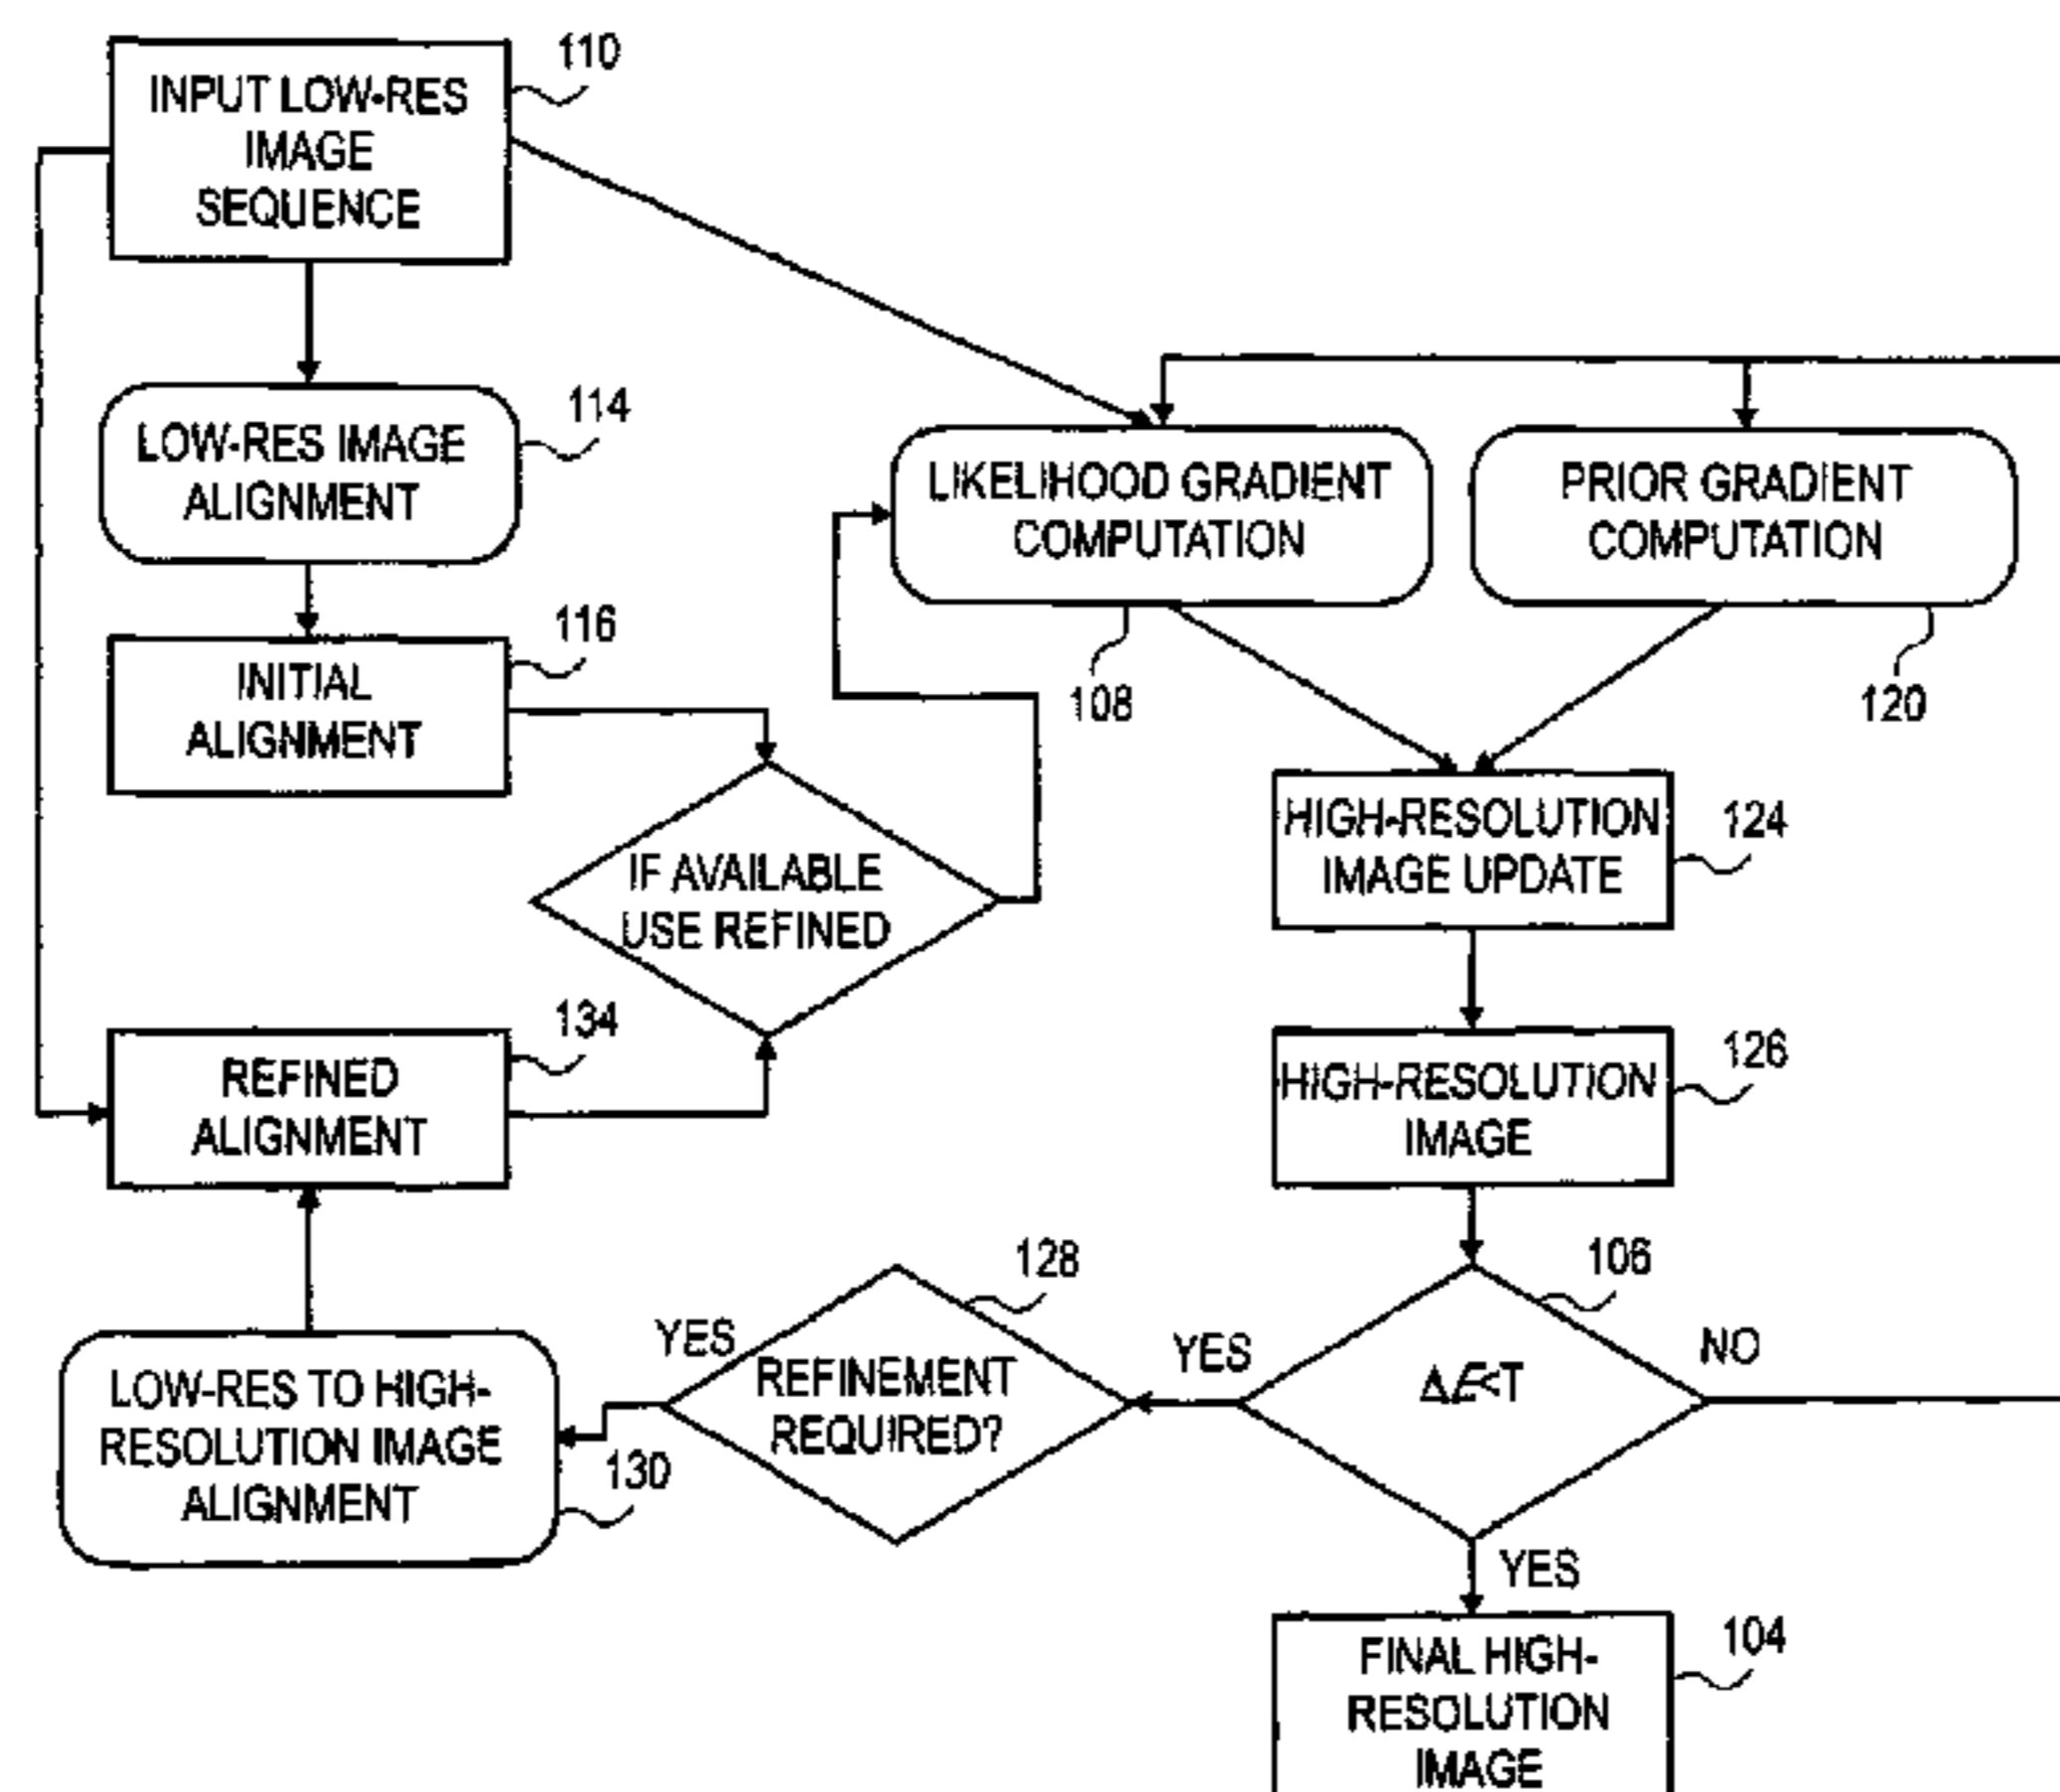 110
INPUT LOW-RES
IMAGE
SEQUENCE
114
LOW-RES IMAGE
ALIGNMENT
LIKELIHOOD GRADIENT
COMPUTATION
PRIOR GRADIENT
COMPUTATION
116
INITIAL
ALIGNMENT
108
120
HIGH-RESOLUTION
IMAGE UPDATE
124
IF AVAILABLE
USE REFINED
134
REFINED
ALIGNMENT
HIGH-RESOLUTION
IMAGE
126
128
106
YES
REFINEMENT
REQUIRED?
YES
ΔE<T
NO
LOW-RES TO HIGH-
RESOLUTION IMAGE
ALIGNMENT
130
YES
FINAL HIGH-
RESOLUTION
IMAGE
104